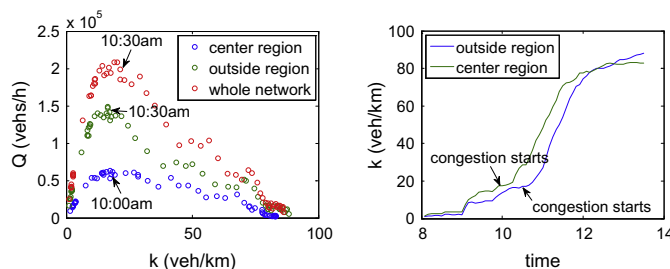 x 10⁵
2.5
2
1.5
1
0.5
0
0
50
100
Q (vehs/h)
k (veh/km)
10:30am
center region
outside region
whole network
10:30am
10:00am
100
80
60
40
20
0
8
10
12
14
k (veh/km)
time
outside region
center region
congestion starts
congestion starts